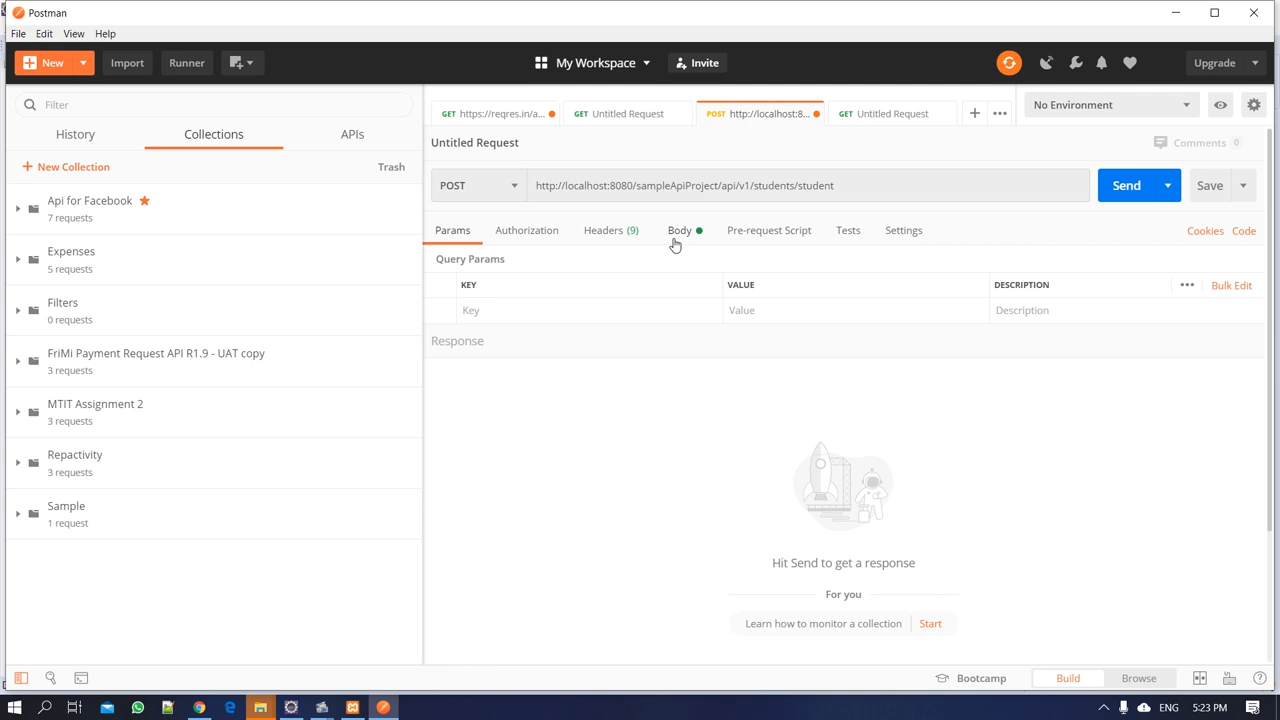 Postman
File Edit View Help
New Import Runner My Workspace Invite Upgrade
Filter
History Collections APIs
New Collection Trash
Api for Facebook
7 requests
Expenses
5 requests
Filters
0 requests
FriMi Payment Request API R1.9 - UAT copy
3 requests
MTIT Assignment 2
3 requests
Repactivity
3 requests
Sample
1 request
GET https://reqres.in/a... GET Untitled Request POST http://localhost:8... GET Untitled Request No Environment
Untitled Request Comments 0
POST http://localhost:8080/sampleApiProject/api/v1/students/student Send Save
Params Authorization Headers (9) Body Pre-request Script Tests Settings Cookies Code
Query Params
KEY VALUE DESCRIPTION Bulk Edit
Key Value Description
Response
Hit Send to get a response
For you
Learn how to monitor a collection Start
Bootcamp Build Browse
ENG 5:23 PM